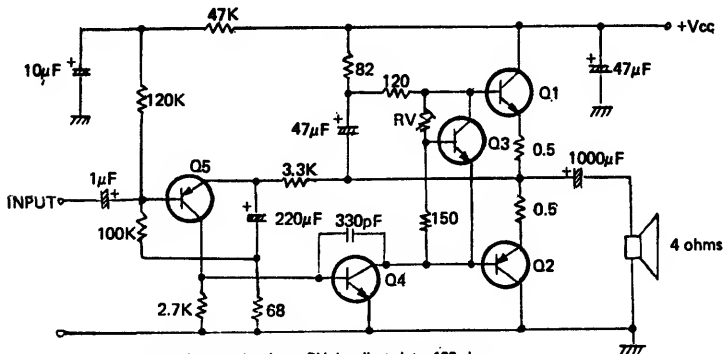 47K
+Vcc
10µF +
82
120
Q1
+ 47µF
120K
RV
Q3
+ 47µF
Q5
0.5
1000µF
1µF +
3.3K
+
INPUT
+ 220µF
330pF
150
0.5
100K
Q4
Q2
4 ohms
2.7K
68